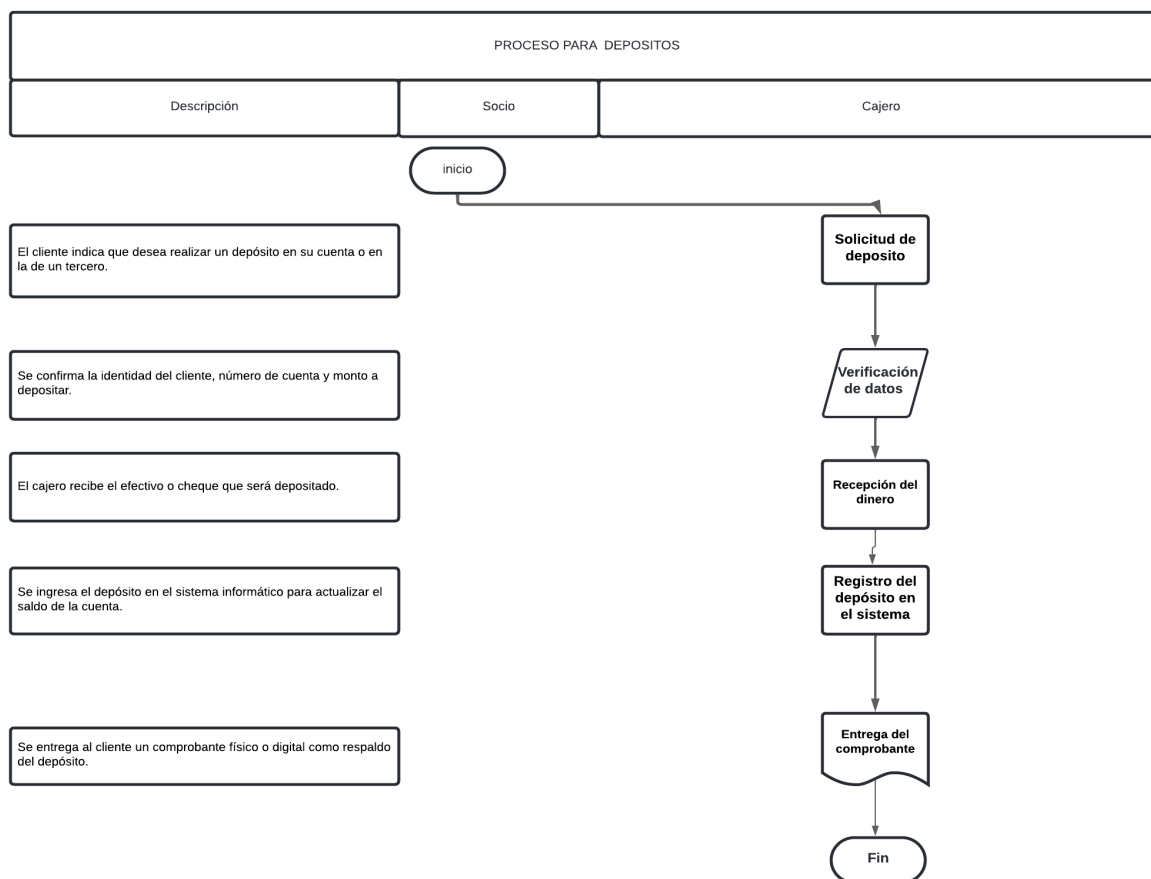 PROCESO PARA DEPOSITOS
Descripción
Socio
Cajero
inicio
El cliente indica que desea realizar un depósito en su cuenta o en
la de un tercero.
Solicitud de
deposito
Se confirma la identidad del cliente, número de cuenta y monto a
depositar.
Verificación
de datos
El cajero recibe el efectivo o cheque que será depositado.
Recepción del
dinero
Se ingresa el depósito en el sistema informático para actualizar el
saldo de la cuenta.
Registro del
depósito en
el sistema
Se entrega al cliente un comprobante físico o digital como respaldo
del depósito.
Entrega del
comprobante
Fin